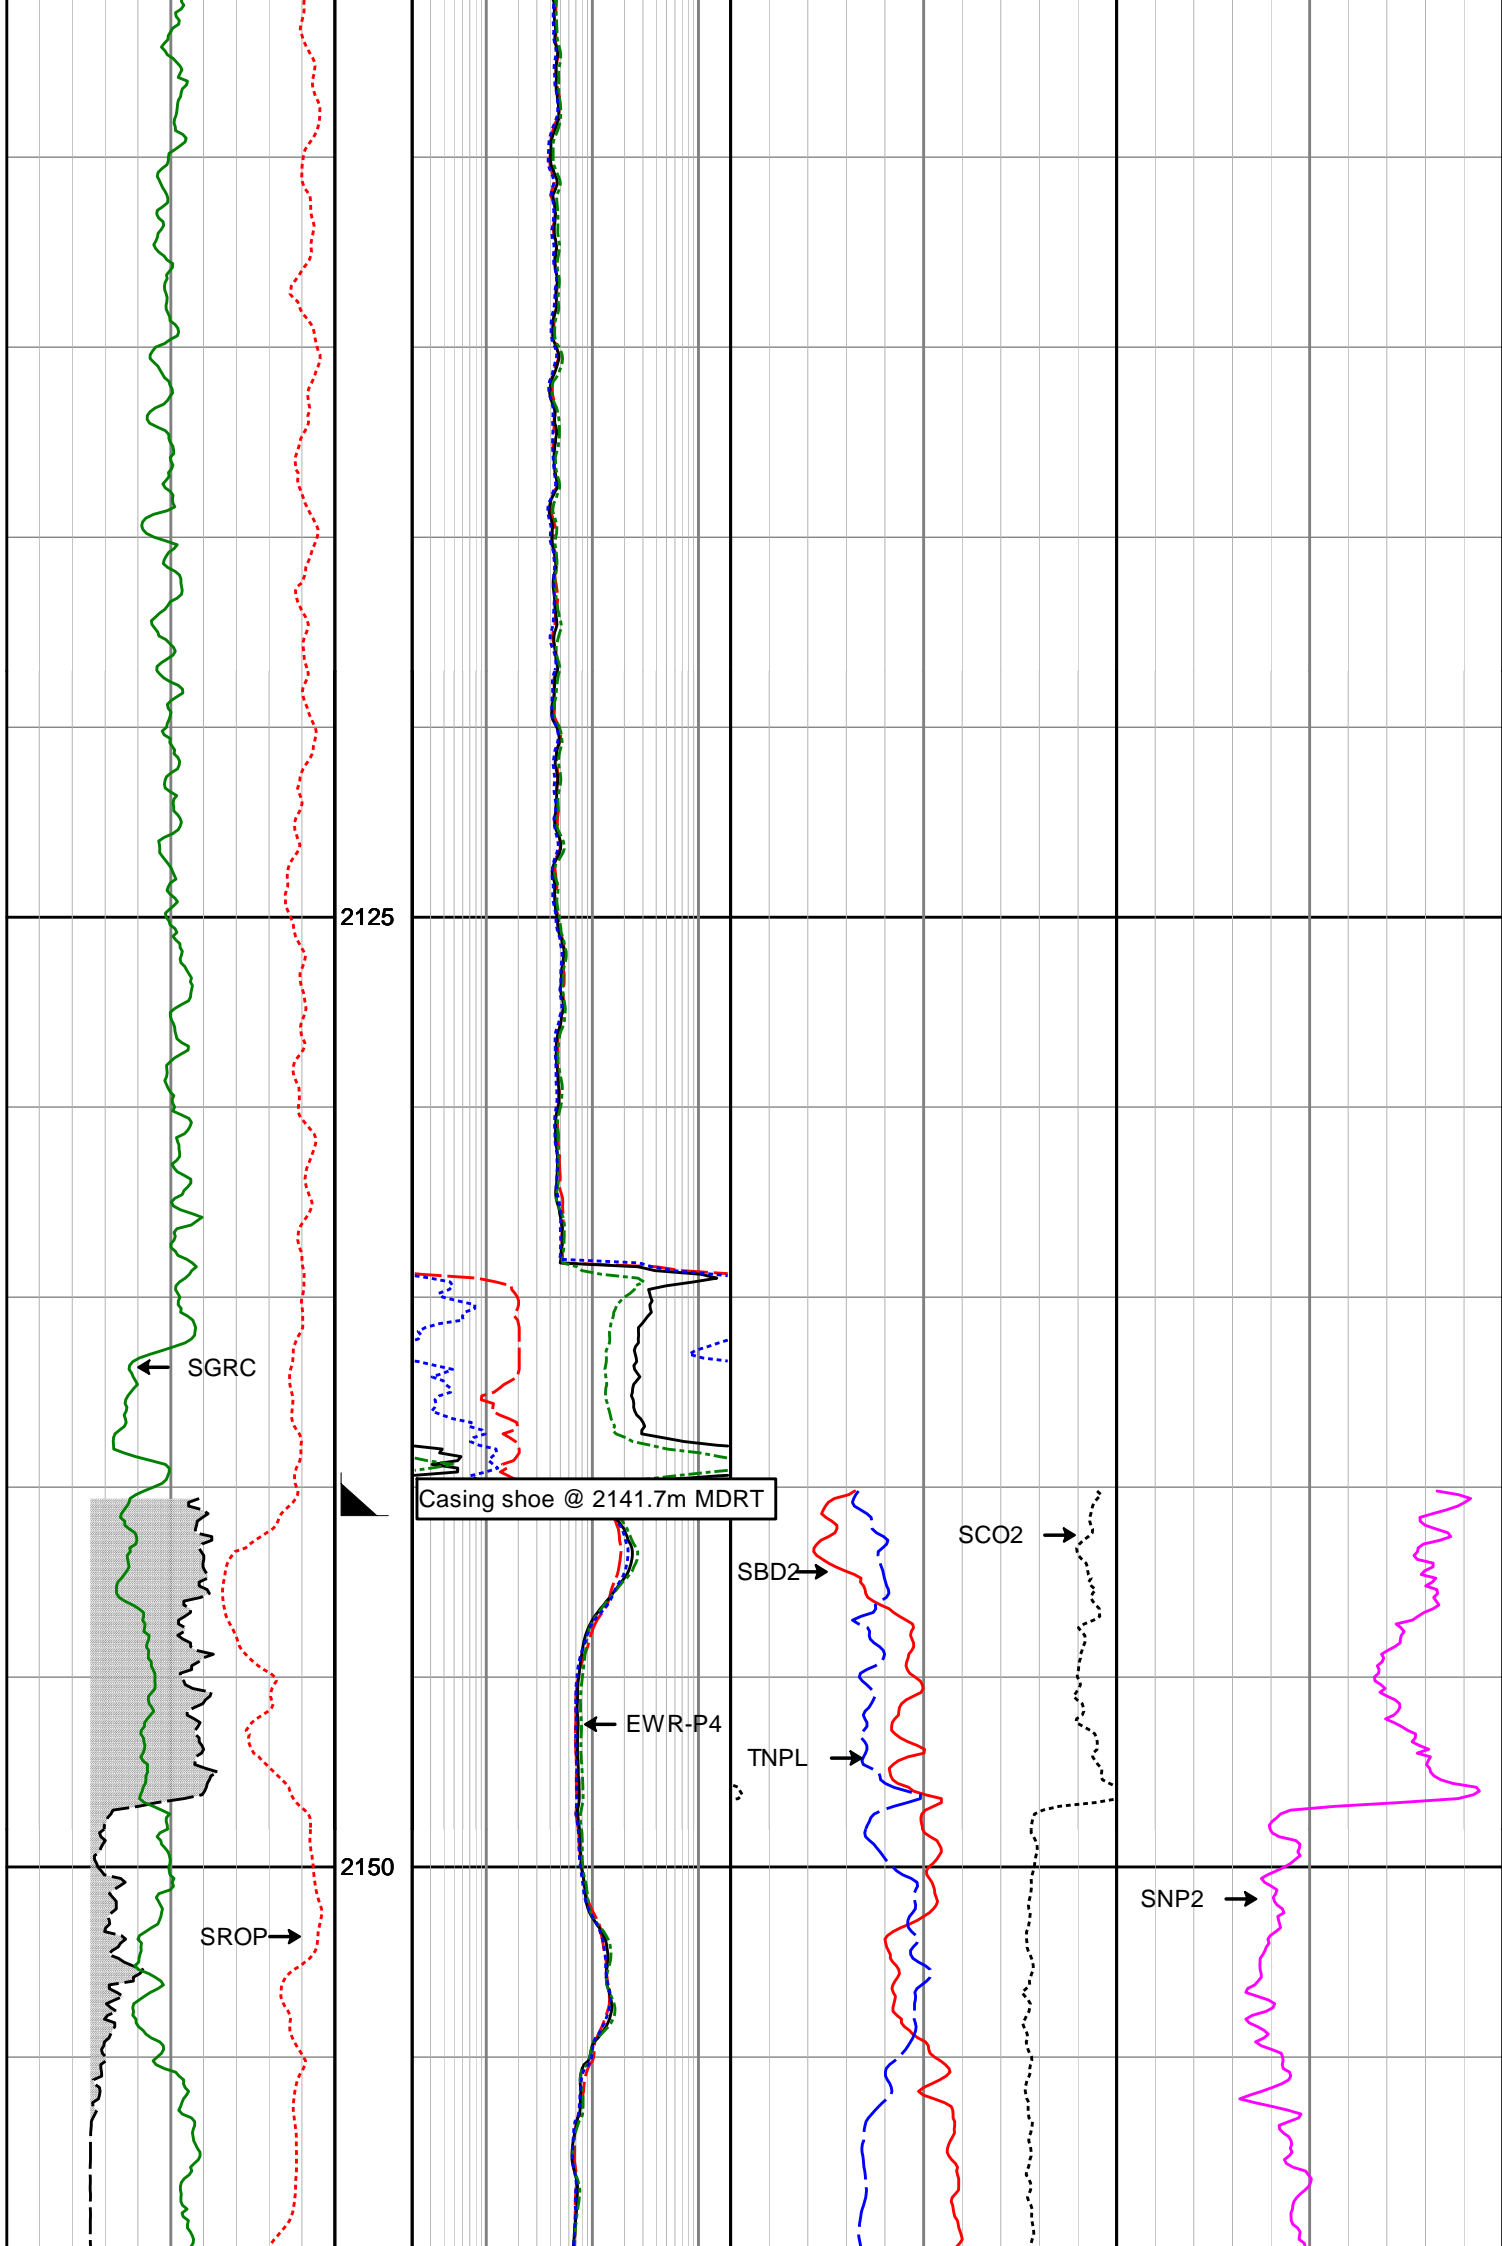 2125
SGRC
Casing shoe @ 2141.7m MDRT
SCO2
SBD2
EWR-P4
TNPL
2150
SNP2
SROP